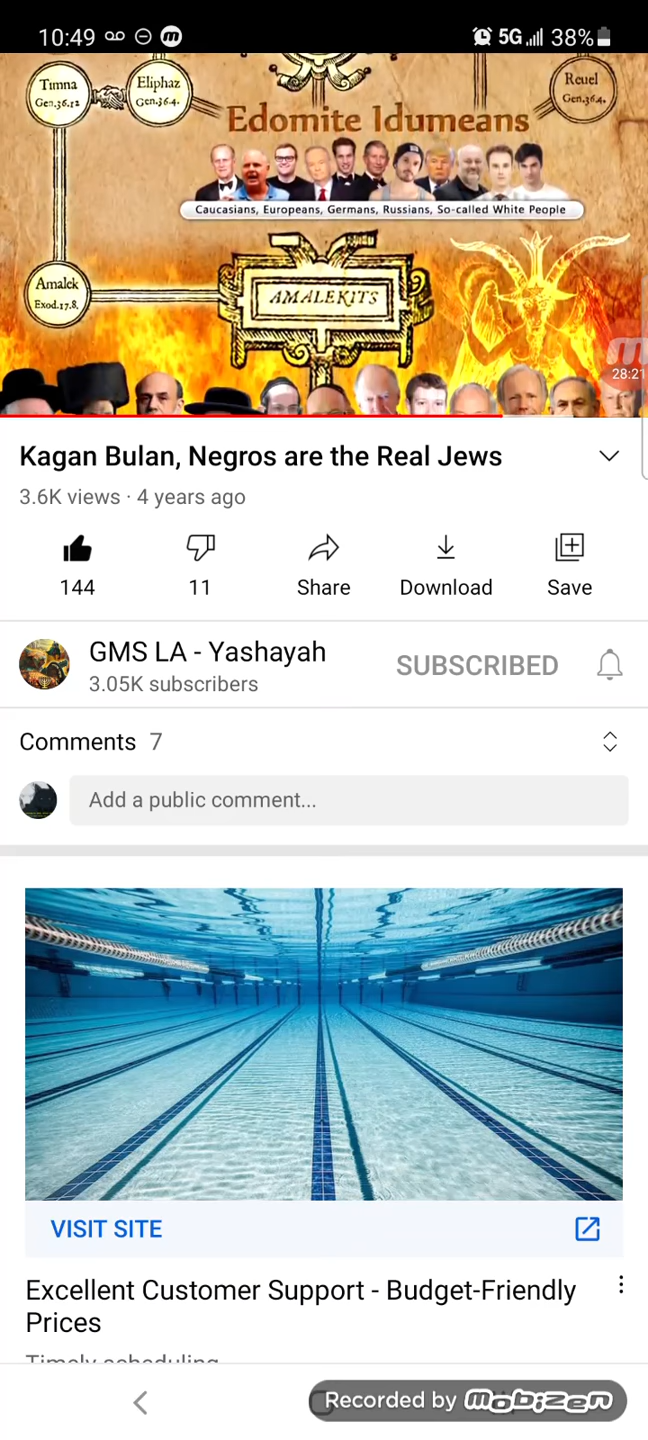 10:49
5G 38%
Timna
Gen.36.12
Eliphaz
Gen.36.4.
Reuel
Gen.36.4.
Edomite Idumeans
Caucasians, Europeans, Germans, Russians, So-called White People
Amalek
Exod.17.8.
AMALEKITS
28:21
Kagan Bulan, Negros are the Real Jews
3.6K views · 4 years ago
144
11
Share
Download
Save
GMS LA - Yashayah
3.05K subscribers
SUBSCRIBED
Comments 7
Add a public comment...
VISIT SITE
Excellent Customer Support - Budget-Friendly
Prices
Timely scheduling
Recorded by mobizen